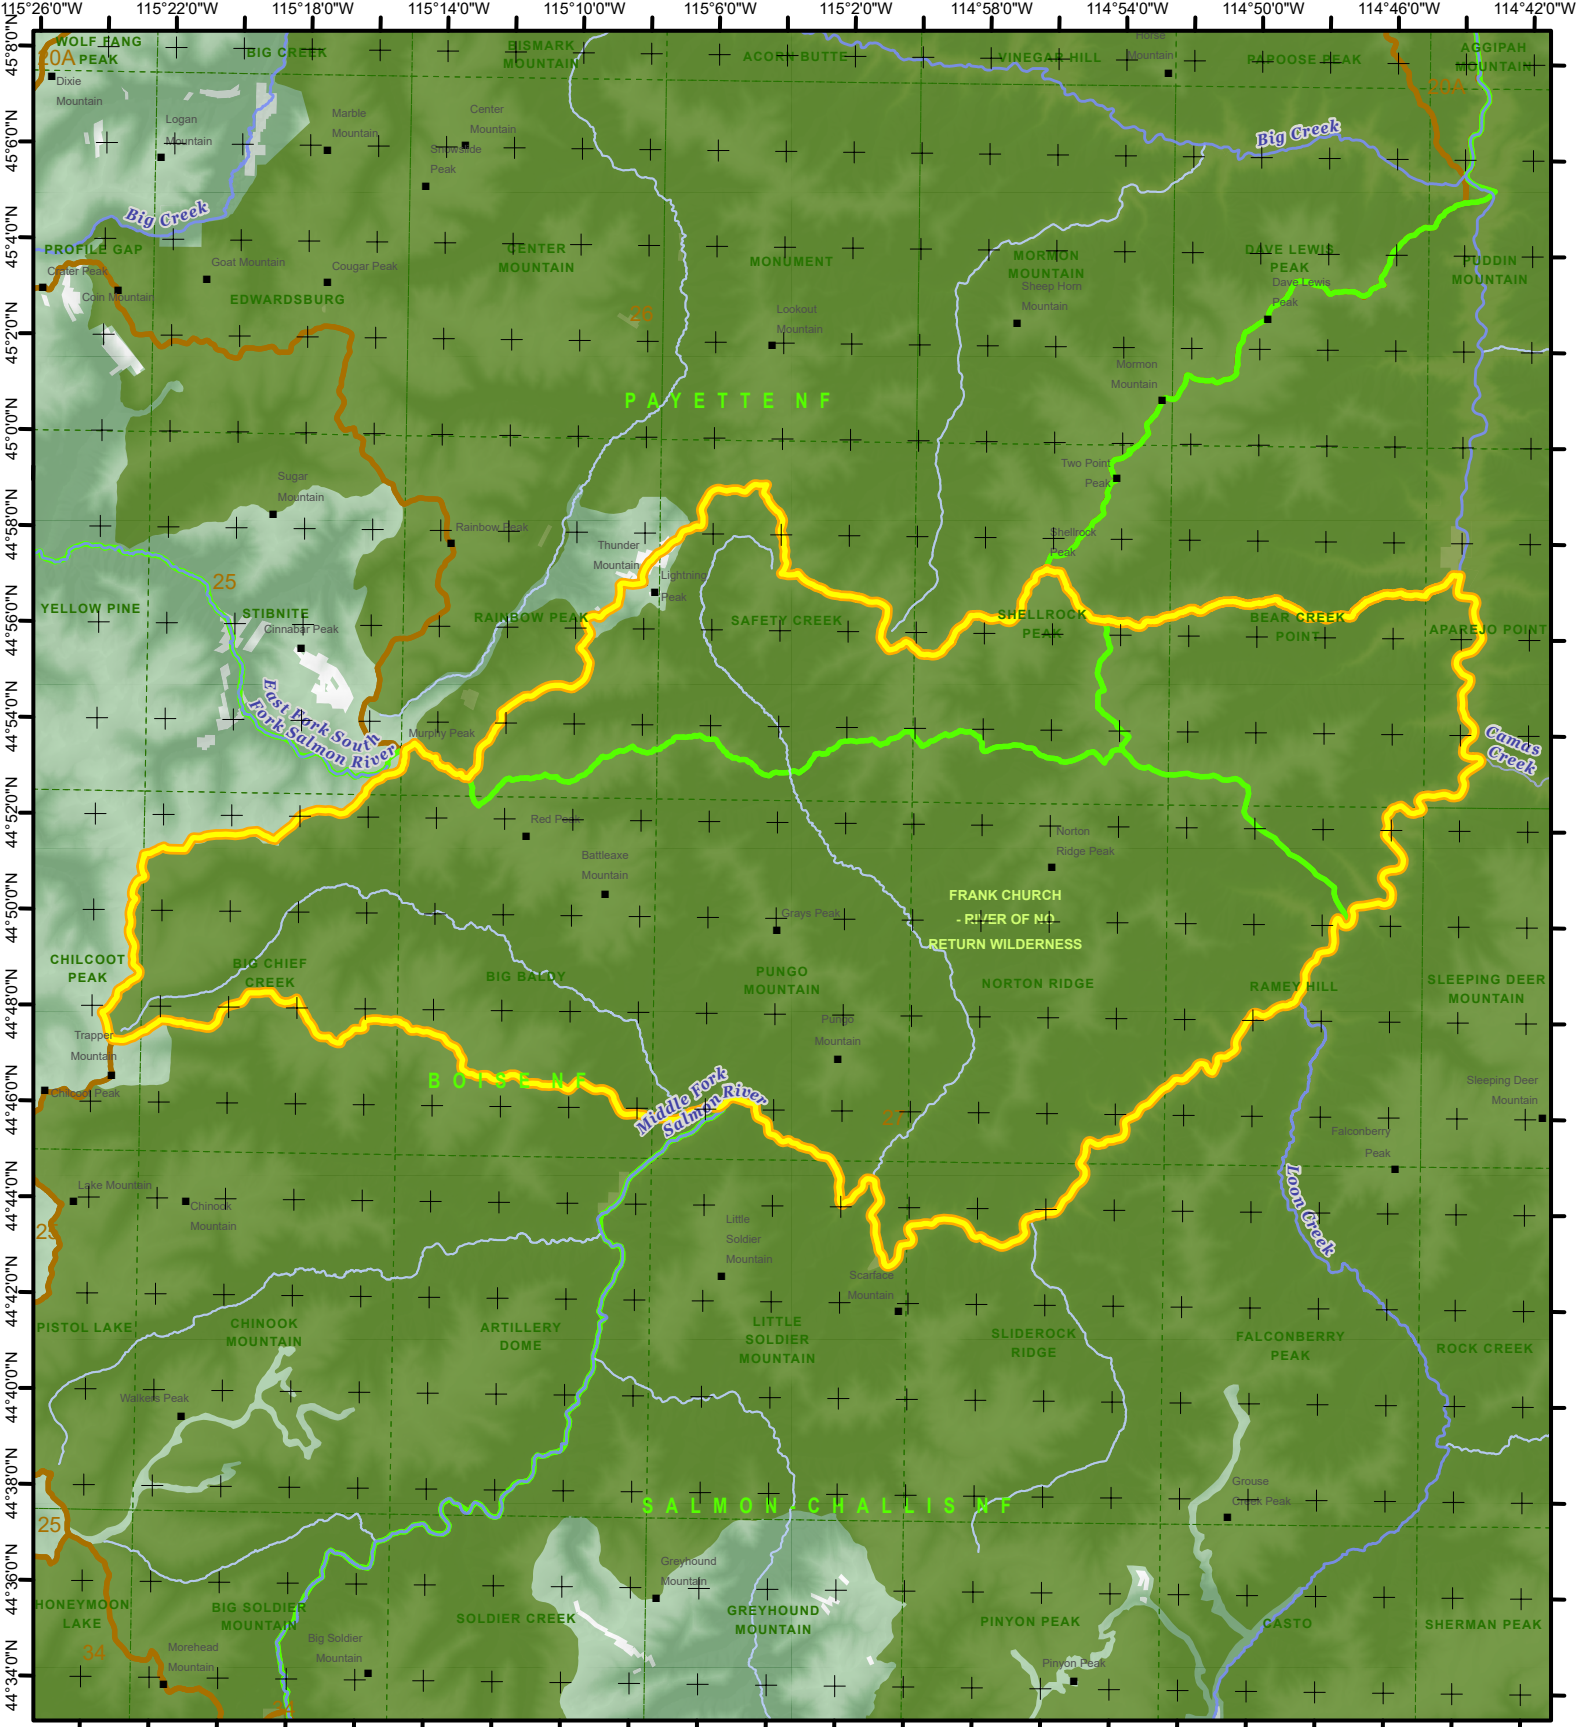 115°26'0"W 115°22'0"W 115°18'0"W 115°14'0"W 115°10'0"W 115°6'0"W 115°2'0"W 114°58'0"W 114°54'0"W 114°50'0"W 114°46'0"W 114°42'0"W
45°8'0"N
45°6'0"N
45°4'0"N
45°2'0"N
45°0'0"N
44°58'0"N
44°56'0"N
44°54'0"N
44°52'0"N
44°50'0"N
44°48'0"N
44°46'0"N
44°44'0"N
44°42'0"N
44°40'0"N
44°38'0"N
44°36'0"N
44°34'0"N
WOLF FANG
PEAK
20A
BIG CREEK
BISMARK
MOUNTAIN
ACORN BUTTE
VINEGAR HILL
Horse
Mountain
PAPOOSE PEAK
AGGIPAH
MOUNTAIN
20A
Dixie
Mountain
Logan
Mountain
Marble
Mountain
Center
Mountain
Snowslide
Peak
Big Creek
Big Creek
PROFILE GAP
Crater Peak
Coin Mountain
Goat Mountain
Cougar Peak
EDWARDSBURG
CENTER
MOUNTAIN
MONUMENT
MORMON
MOUNTAIN
Sheep Horn
Mountain
DAVE LEWIS
PEAK
Dave Lewis
Peak
PUDDIN
MOUNTAIN
26
Lookout
Mountain
Mormon
Mountain
PAYETTE NF
Two Point
Peak
Sugar
Mountain
Rainbow Peak
Thunder
Mountain
Lightning
Peak
Shellrock
Peak
25
YELLOW PINE
STIBNITE
Cinnabar Peak
RAINBOW PEAK
SAFETY CREEK
SHELLROCK
PEAK
BEAR CREEK
POINT
APAREJO POINT
East Fork South
Fork Salmon River
Murphy Peak
Camas
Creek
Red Peak
Battleaxe
Mountain
Norton
Ridge Peak
Grays Peak
FRANK CHURCH
- RIVER OF NO
RETURN WILDERNESS
CHILCOOT
PEAK
BIG CHIEF
CREEK
BIG BALDY
PUNGO
MOUNTAIN
NORTON RIDGE
RAMEY HILL
SLEEPING DEER
MOUNTAIN
Trapper
Mountain
Pungo
Mountain
Chilcoot Peak
BOISE NF
Middle Fork
Salmon River
27
Sleeping Deer
Mountain
Falconberry
Peak
Lake Mountain
Chinook
Mountain
Loon Creek
25
Little
Soldier
Mountain
Scarface
Mountain
PISTOL LAKE
CHINOOK
MOUNTAIN
ARTILLERY
DOME
LITTLE
SOLDIER
MOUNTAIN
SLIDEROCK
RIDGE
FALCONBERRY
PEAK
ROCK CREEK
Walkers Peak
Grouse
Creek Peak
SALMON-CHALLIS NF
25
Greyhound
Mountain
HONEYMOON
LAKE
BIG SOLDIER
MOUNTAIN
SOLDIER CREEK
GREYHOUND
MOUNTAIN
PINYON PEAK
CASTO
SHERMAN PEAK
34
Morehead
Mountain
Big Soldier
Mountain
Pinyon Peak